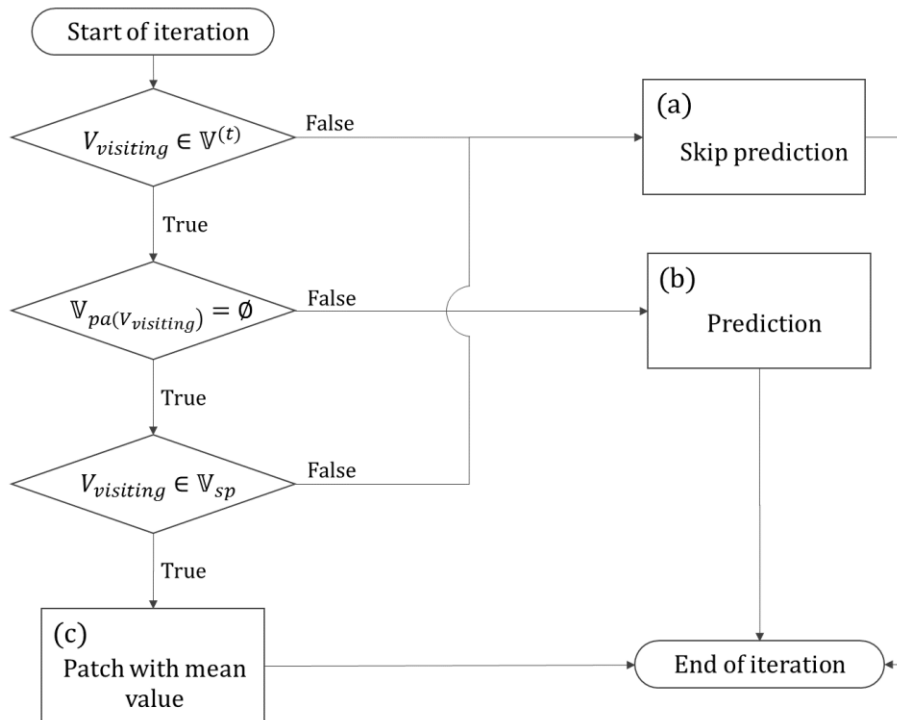 Start of iteration
V_visiting ∈ 𝕍^(t)
False
(a)
Skip prediction
True
𝕍_pa(V_visiting) = ∅
False
(b)
Prediction
True
V_visiting ∈ 𝕍_sp
False
True
(c)
Patch with mean
value
End of iteration